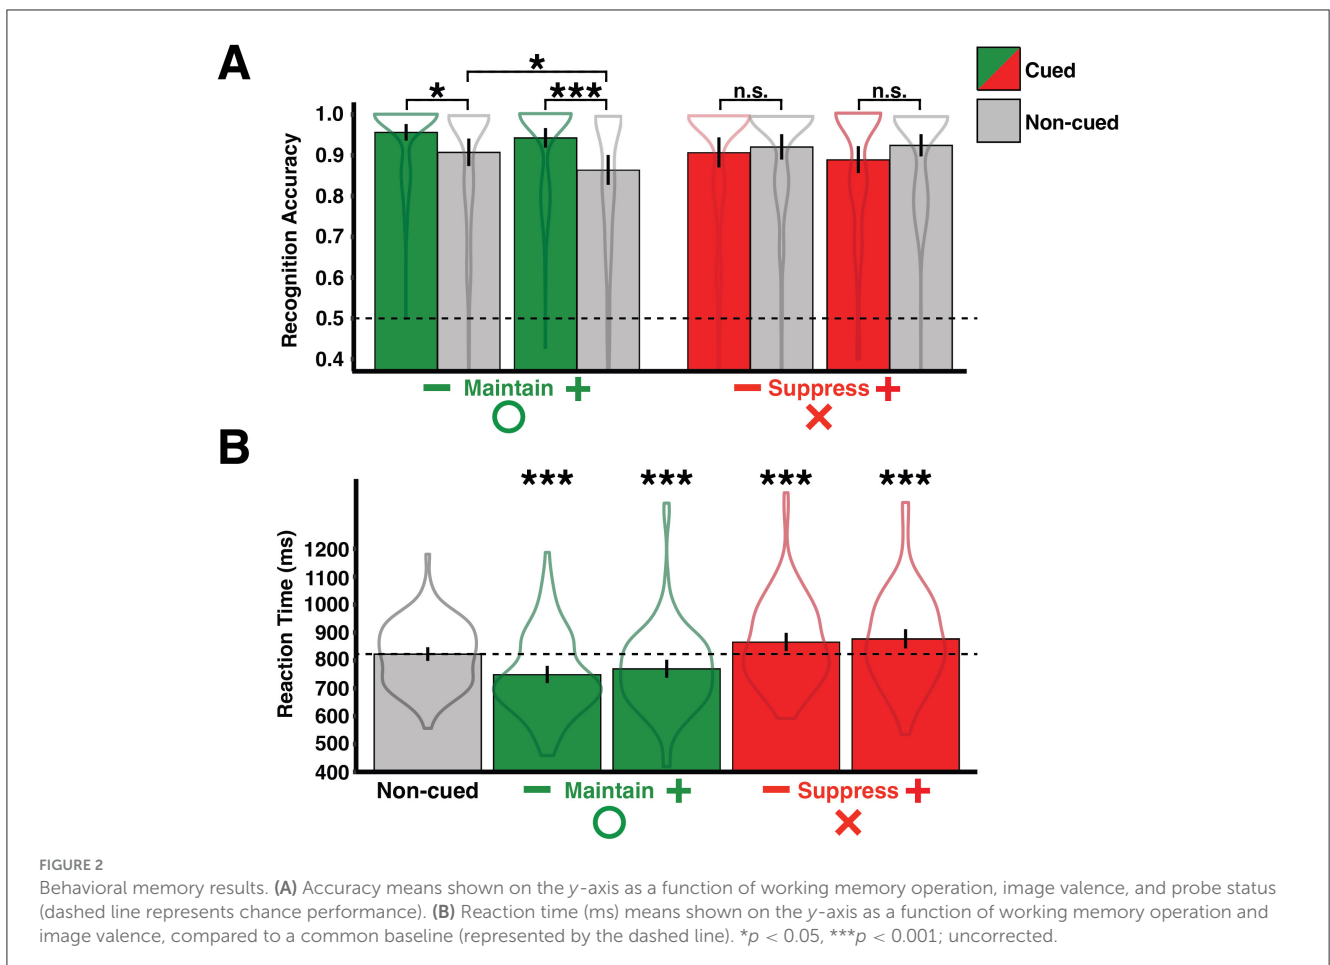 A
*
* *** n.s. n.s.
Cued
Non-cued
Recognition Accuracy
1.0
0.9
0.8
0.7
0.6
0.5
0.4
− Maintain +
− Suppress +
B
*** *** *** ***
Reaction Time (ms)
1200
1100
1000
900
800
700
600
500
400
Non-cued
− Maintain +
− Suppress +
FIGURE 2
Behavioral memory results. (A) Accuracy means shown on the y-axis as a function of working memory operation, image valence, and probe status
(dashed line represents chance performance). (B) Reaction time (ms) means shown on the y-axis as a function of working memory operation and
image valence, compared to a common baseline (represented by the dashed line). *p < 0.05, ***p < 0.001; uncorrected.